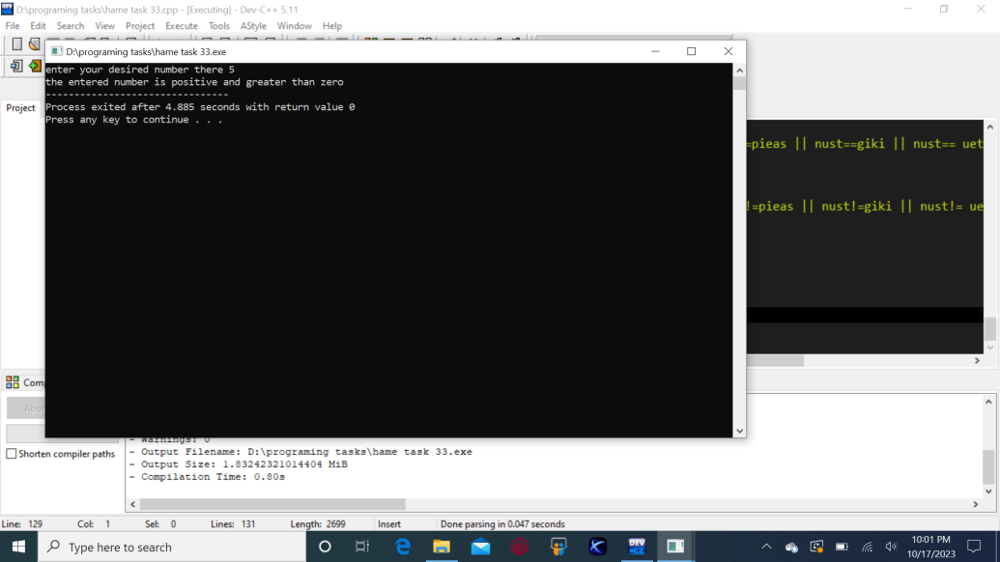 D:\programing tasks\hame task 33.cpp - [Executing] - Dev-C++ 5.11
File Edit Search View Project Execute Tools AStyle Window Help
D:\programing tasks\hame task 33.exe
enter your desired number there 5
the entered number is positive and greater than zero
--------------------------------
Process exited after 4.885 seconds with return value 0
Press any key to continue . . .
Project
=pieas || nust==giki || nust== uet
!=pieas || nust!=giki || nust!= ue
Comp
Abor
Shorten compiler paths
- Warnings: 0
- Output Filename: D:\programing tasks\hame task 33.exe
- Output Size: 1.83242321014404 MiB
- Compilation Time: 0.80s
Line: 129 Col: 1 Sel: 0 Lines: 131 Length: 2699 Insert Done parsing in 0.047 seconds
Type here to search
DEV
10:01 PM
10/17/2023